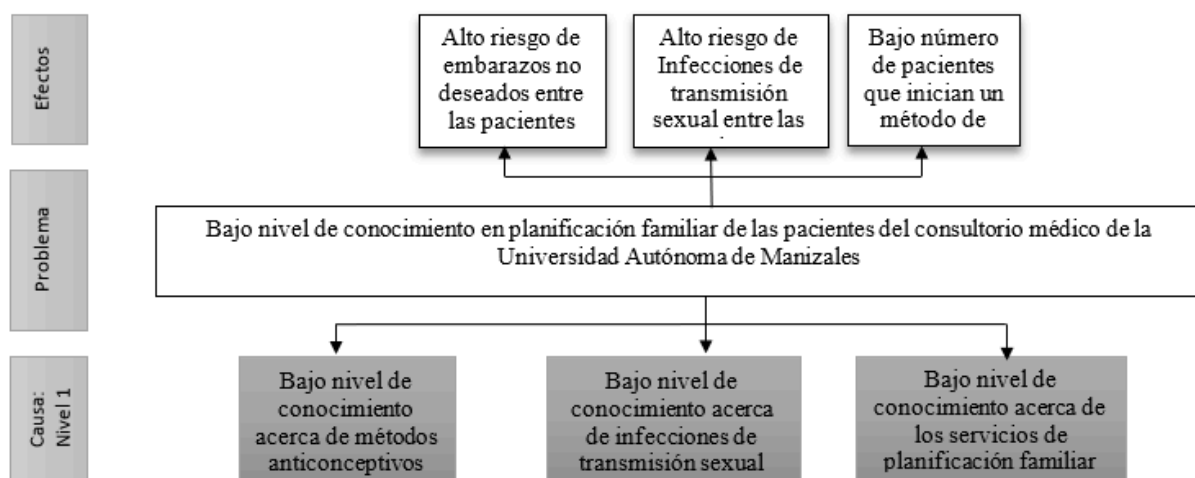 Efectos
Alto riesgo de
embarazos no
deseados entre
las pacientes
Alto riesgo de
Infecciones de
transmisión
sexual entre las
Bajo número
de pacientes
que inician un
método de
Problema
Bajo nivel de conocimiento en planificación familiar de las pacientes del consultorio médico de la
Universidad Autónoma de Manizales
Causa:
Nivel 1
Bajo nivel de
conocimiento
acerca de métodos
anticonceptivos
Bajo nivel de
conocimiento acerca
de infecciones de
transmisión sexual
Bajo nivel de
conocimiento acerca de
los servicios de
planificación familiar